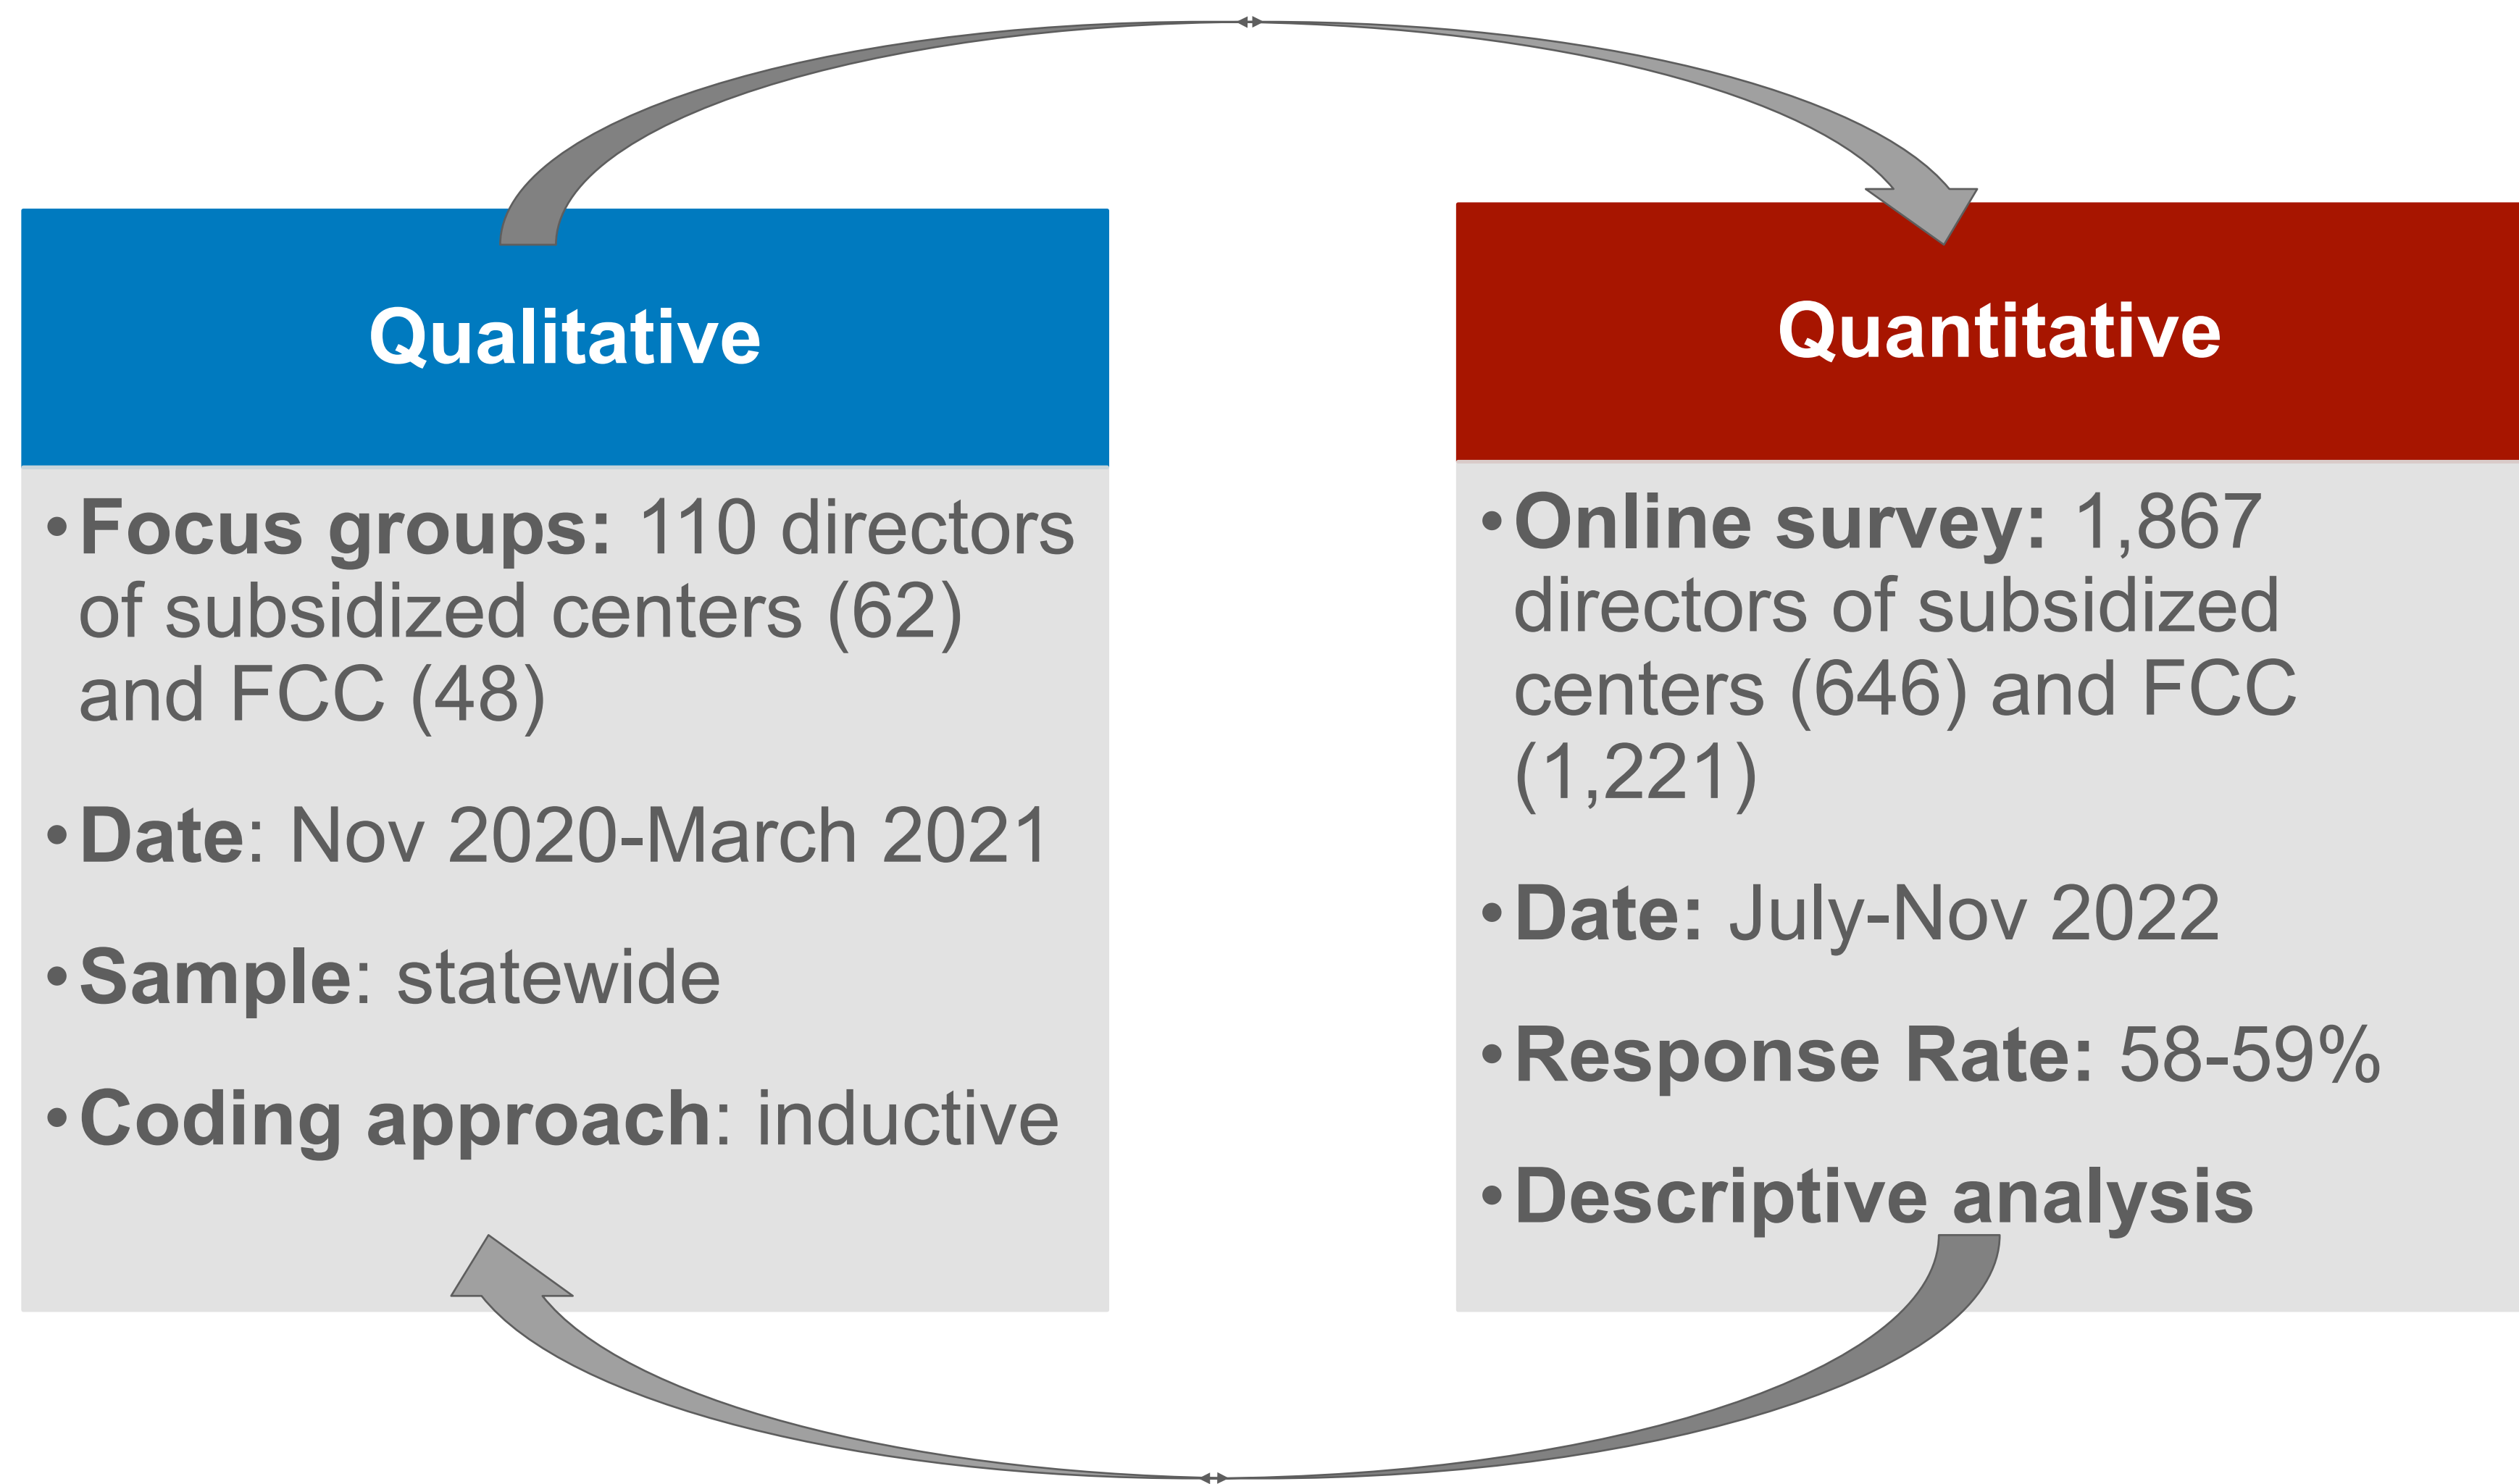 Qualitative
•Focus groups: 110 directors
of subsidized centers (62)
and FCC (48)
•Date: Nov 2020-March 2021
•Sample: statewide
•Coding approach: inductive
Quantitative
•Online survey: 1,867
directors of subsidized
centers (646) and FCC
(1,221)
•Date: July-Nov 2022
•Response Rate: 58-59%
•Descriptive analysis